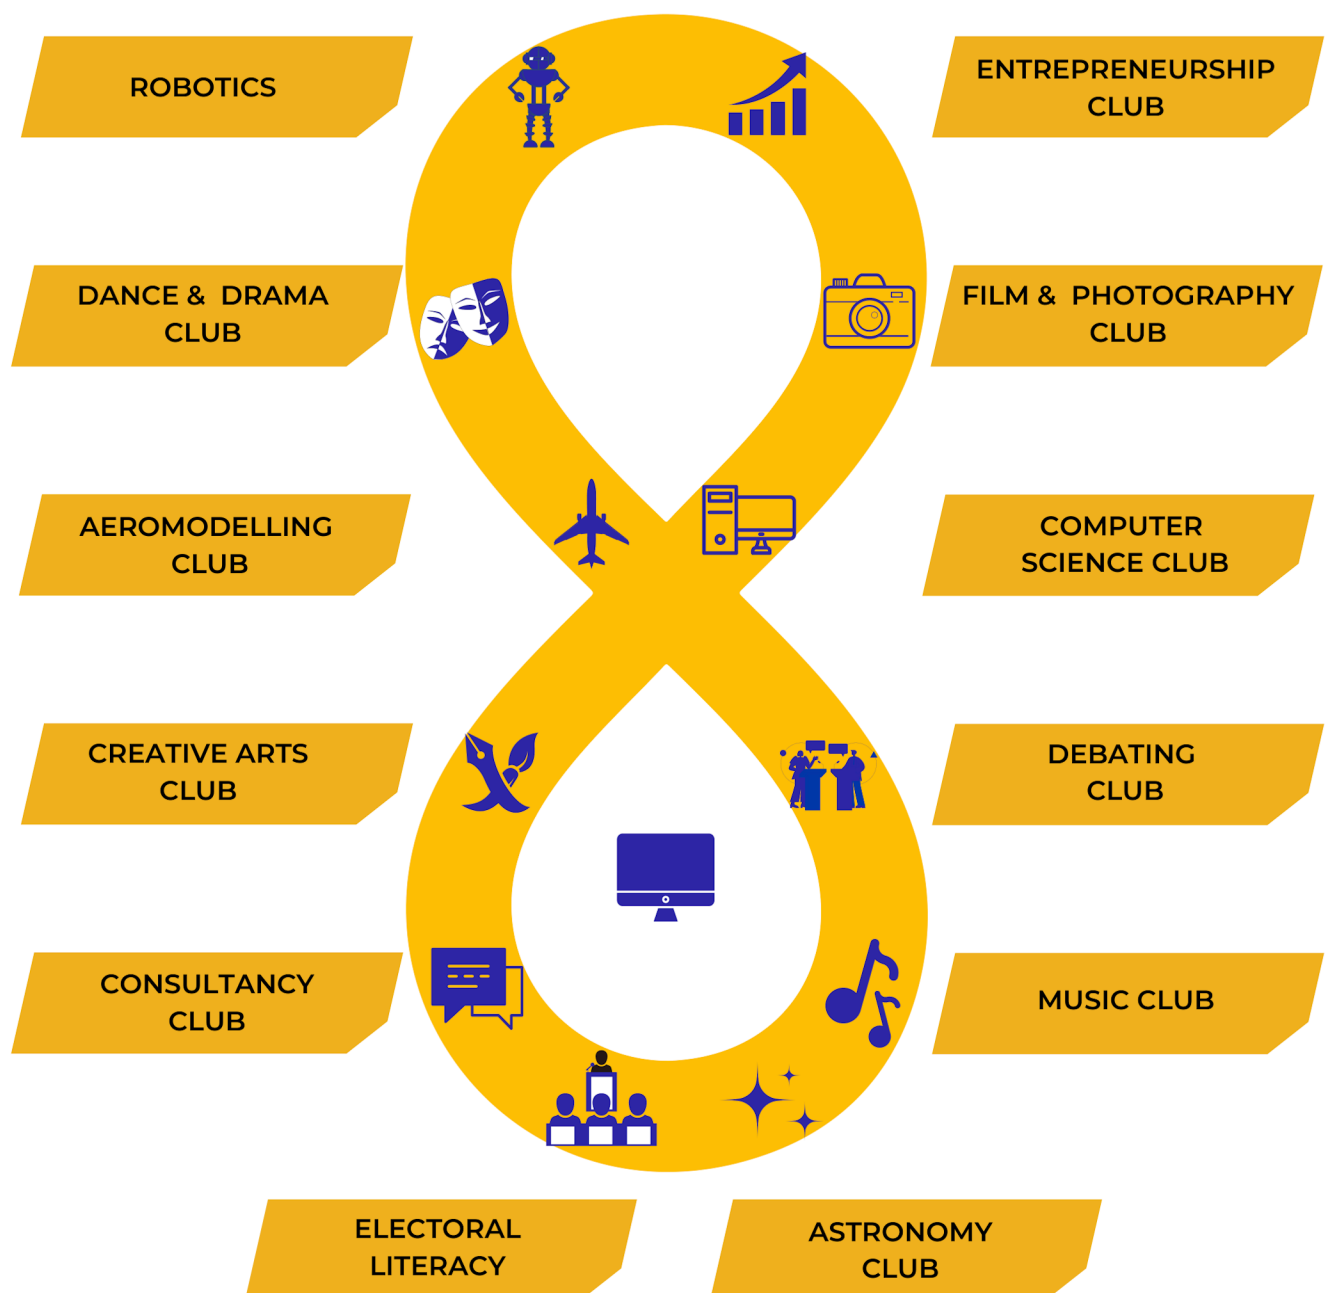 ROBOTICS
ENTREPRENEURSHIP
CLUB
DANCE & DRAMA
CLUB
FILM & PHOTOGRAPHY
CLUB
AEROMODELLING
CLUB
COMPUTER
SCIENCE CLUB
CREATIVE ARTS
CLUB
DEBATING
CLUB
CONSULTANCY
CLUB
MUSIC CLUB
ELECTORAL
LITERACY
ASTRONOMY
CLUB